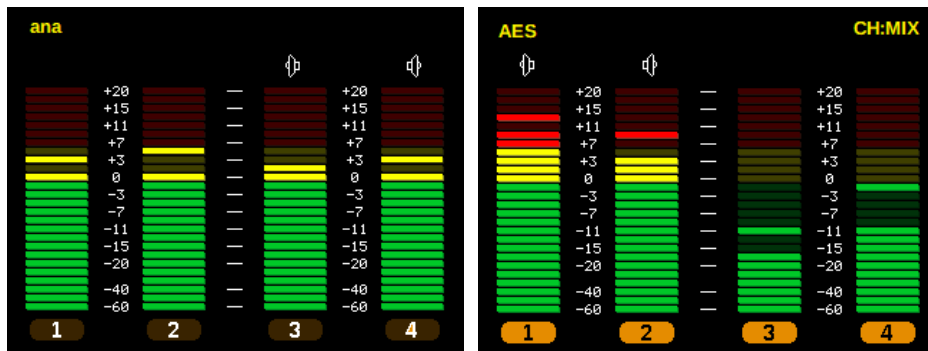 ana
AES CH:MIX
+20 +20 +20 +20
+15 +15 +15 +15
+11 +11 +11 +11
+7 +7 +7 +7
+3 +3 +3 +3
0 0 0 0
-3 -3 -3 -3
-7 -7 -7 -7
-11 -11 -11 -11
-15 -15 -15 -15
-20 -20 -20 -20
-40 -40 -40 -40
-60 -60 -60 -60
1 2 3 4 1 2 3 4